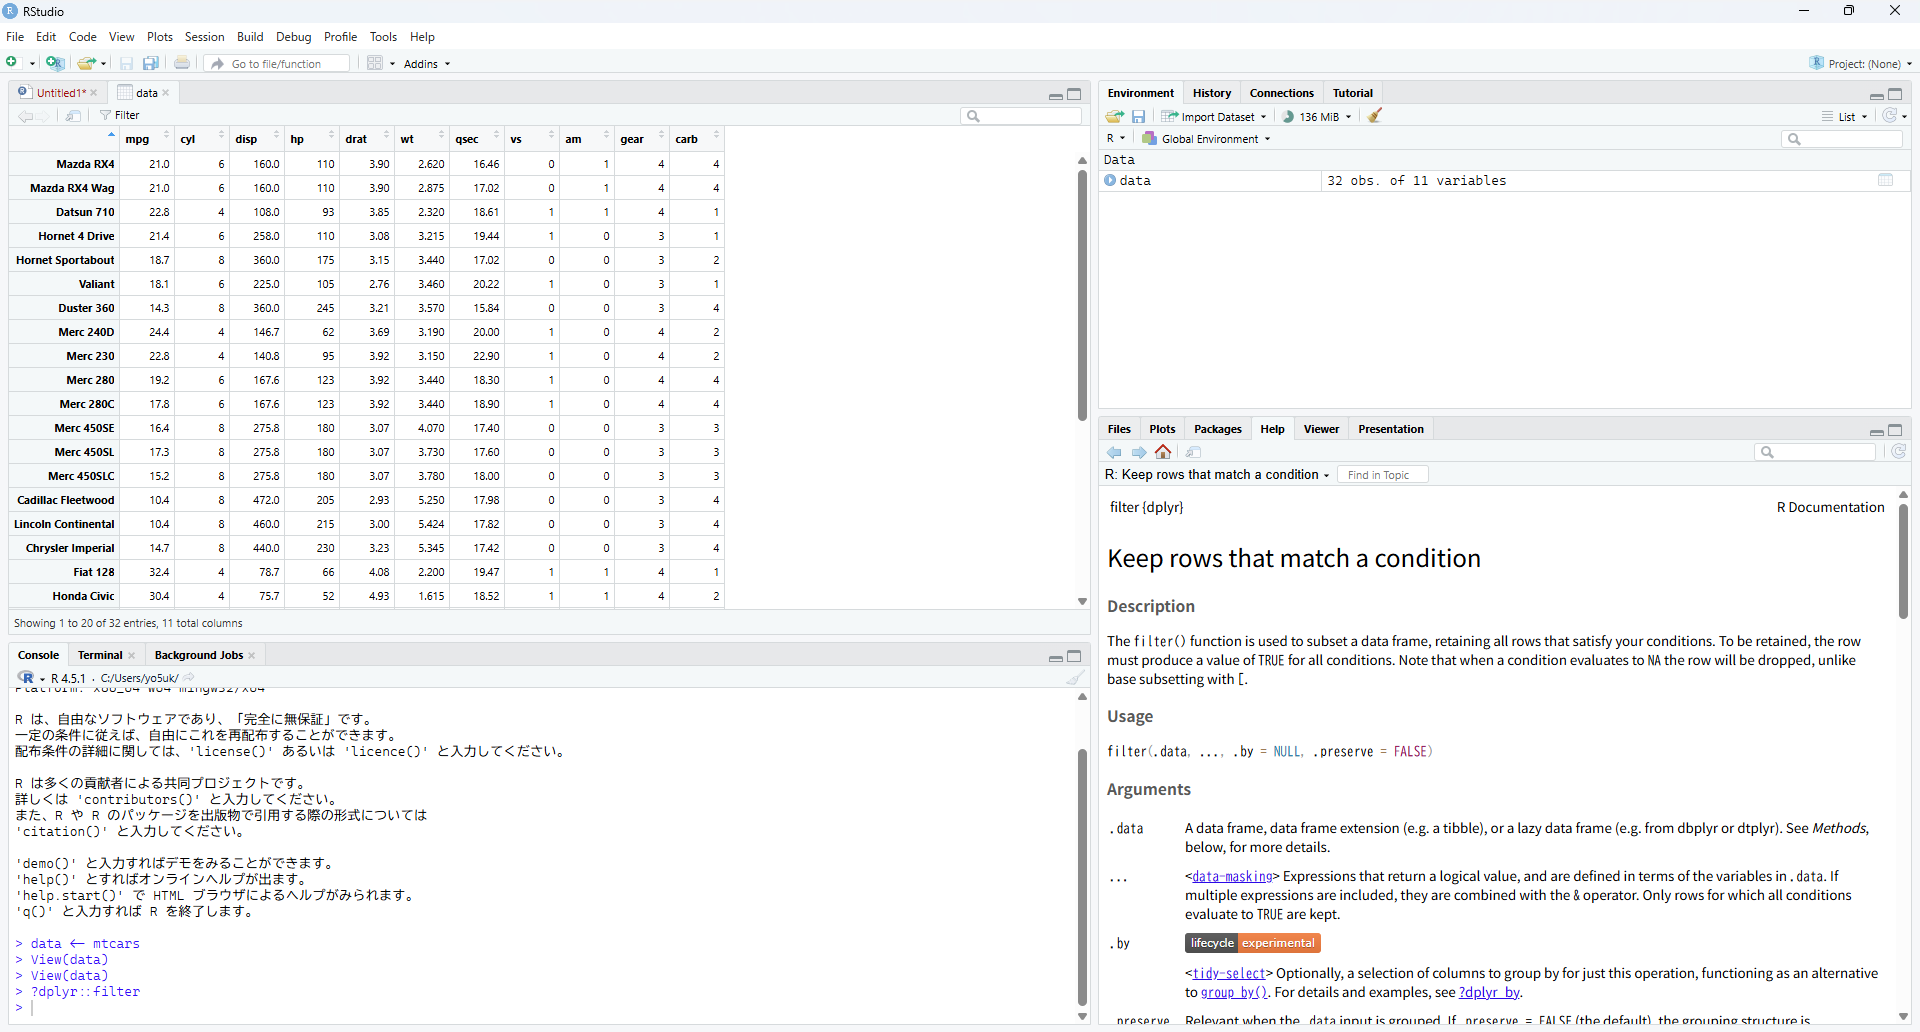 RStudio
File Edit Code View Plots Session Build Debug Profile Tools Help
Go to file/function Addins Project: (None)
Untitled1* data
Filter
mpg cyl disp hp drat wt qsec vs am gear carb
Mazda RX4 21.0 6 160.0 110 3.90 2.620 16.46 0 1 4 4
Mazda RX4 Wag 21.0 6 160.0 110 3.90 2.875 17.02 0 1 4 4
Datsun 710 22.8 4 108.0 93 3.85 2.320 18.61 1 1 4 1
Hornet 4 Drive 21.4 6 258.0 110 3.08 3.215 19.44 1 0 3 1
Hornet Sportabout 18.7 8 360.0 175 3.15 3.440 17.02 0 0 3 2
Valiant 18.1 6 225.0 105 2.76 3.460 20.22 1 0 3 1
Duster 360 14.3 8 360.0 245 3.21 3.570 15.84 0 0 3 4
Merc 240D 24.4 4 146.7 62 3.69 3.190 20.00 1 0 4 2
Merc 230 22.8 4 140.8 95 3.92 3.150 22.90 1 0 4 2
Merc 280 19.2 6 167.6 123 3.92 3.440 18.30 1 0 4 4
Merc 280C 17.8 6 167.6 123 3.92 3.440 18.90 1 0 4 4
Merc 450SE 16.4 8 275.8 180 3.07 4.070 17.40 0 0 3 3
Merc 450SL 17.3 8 275.8 180 3.07 3.730 17.60 0 0 3 3
Merc 450SLC 15.2 8 275.8 180 3.07 3.780 18.00 0 0 3 3
Cadillac Fleetwood 10.4 8 472.0 205 2.93 5.250 17.98 0 0 3 4
Lincoln Continental 10.4 8 460.0 215 3.00 5.424 17.82 0 0 3 4
Chrysler Imperial 14.7 8 440.0 230 3.23 5.345 17.42 0 0 3 4
Fiat 128 32.4 4 78.7 66 4.08 2.200 19.47 1 1 4 1
Honda Civic 30.4 4 75.7 52 4.93 1.615 18.52 1 1 4 2
Showing 1 to 20 of 32 entries, 11 total columns
Console Terminal Background Jobs
R 4.5.1 · C:/Users/yo5uk/
Platform: x86_64-w64-mingw32/x64
R は、自由なソフトウェアであり、「完全に無保証」です。
一定の条件に従えば、自由にこれを再配布することができます。
配布条件の詳細に関しては、'license()' あるいは 'licence()' と入力してください。
R は多くの貢献者による共同プロジェクトです。
詳しくは 'contributors()' と入力してください。
また、R や R のパッケージを出版物で引用する際の形式については
'citation()' と入力してください。
'demo()' と入力すればデモをみることができます。
'help()' とすればオンラインヘルプが出ます。
'help.start()' で HTML ブラウザによるヘルプがみられます。
'q()' と入力すれば R を終了します。
> data <- mtcars
> View(data)
> View(data)
> ?dplyr::filter
>
Environment History Connections Tutorial
Import Dataset 136 MiB List
R Global Environment
Data
data 32 obs. of 11 variables
Files Plots Packages Help Viewer Presentation
R: Keep rows that match a condition Find in Topic
filter {dplyr} R Documentation
Keep rows that match a condition
Description
The filter() function is used to subset a data frame, retaining all rows that satisfy your conditions. To be retained, the row
must produce a value of TRUE for all conditions. Note that when a condition evaluates to NA the row will be dropped, unlike
base subsetting with [.
Usage
filter(.data, ..., .by = NULL, .preserve = FALSE)
Arguments
.data A data frame, data frame extension (e.g. a tibble), or a lazy data frame (e.g. from dbplyr or dtplyr). See Methods,
below, for more details.
... <data-masking> Expressions that return a logical value, and are defined in terms of the variables in .data. If
multiple expressions are included, they are combined with the & operator. Only rows for which all conditions
evaluate to TRUE are kept.
.by lifecycle experimental
<tidy-select> Optionally, a selection of columns to group by for just this operation, functioning as an alternative
to group_by(). For details and examples, see ?dplyr_by.
.preserve Relevant when the .data input is grouped. If .preserve = FALSE (the default), the grouping structure is